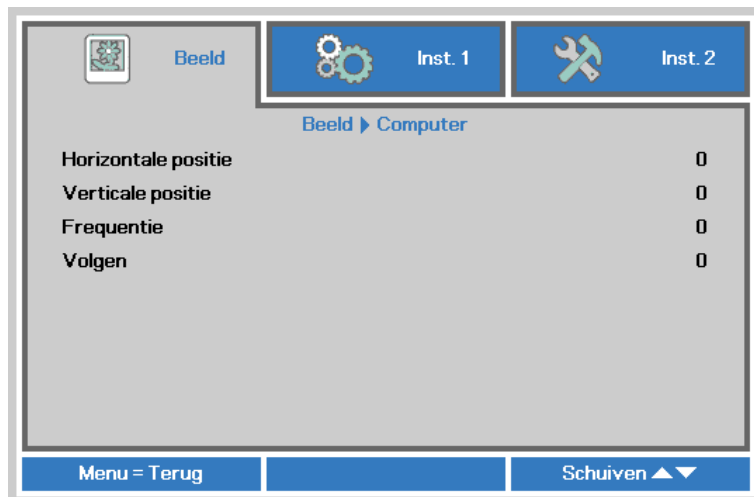 Beeld
Inst. 1
Inst. 2
Beeld ▶ Computer
Horizontale positie 0
Verticale positie 0
Frequentie 0
Volgen 0
Menu = Terug
Schuiven ▲▼